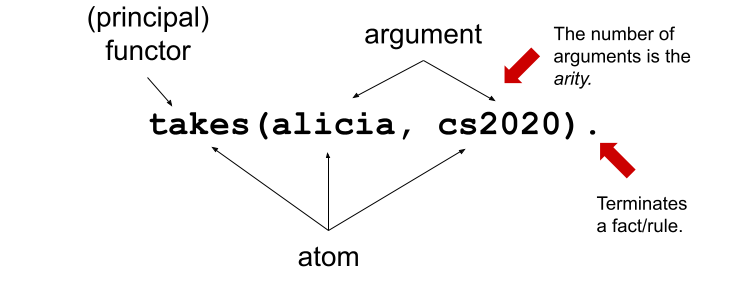 (principal)
functor
argument
The number of
arguments is the
arity.
takes(alicia, cs2020).
Terminates
a fact/rule.
atom